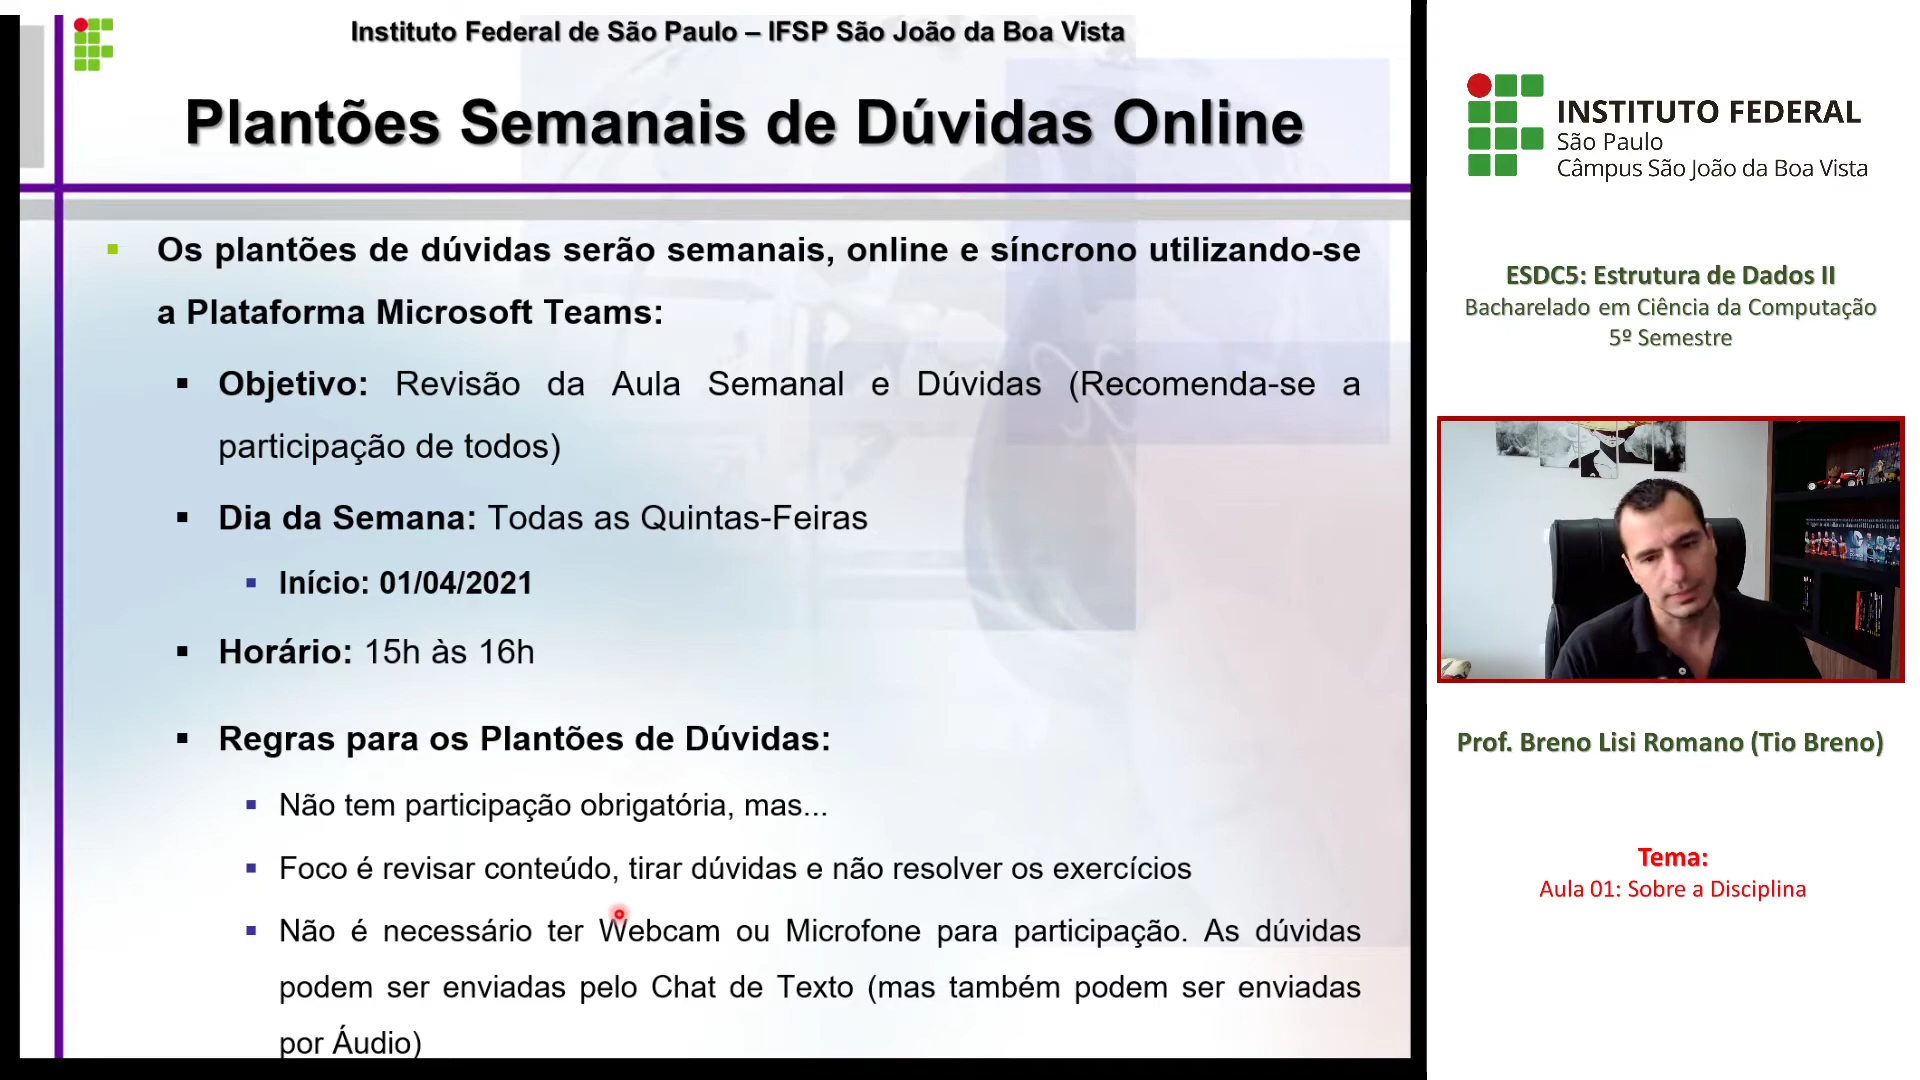 Instituto Federal de São Paulo – IFSP São João da Boa Vista
Plantões Semanais de Dúvidas Online
Os plantões de dúvidas serão semanais, online e síncrono utilizando-se
a Plataforma Microsoft Teams:
Objetivo: Revisão da Aula Semanal e Dúvidas (Recomenda-se a
participação de todos)
Dia da Semana: Todas as Quintas-Feiras
Início: 01/04/2021
Horário: 15h às 16h
Regras para os Plantões de Dúvidas:
Não tem participação obrigatória, mas...
Foco é revisar conteúdo, tirar dúvidas e não resolver os exercícios
Não é necessário ter Webcam ou Microfone para participação. As dúvidas
podem ser enviadas pelo Chat de Texto (mas também podem ser enviadas
por Áudio)
INSTITUTO FEDERAL
São Paulo
Câmpus São João da Boa Vista
ESDC5: Estrutura de Dados II
Bacharelado em Ciência da Computação
5º Semestre
Prof. Breno Lisi Romano (Tio Breno)
Tema:
Aula 01: Sobre a Disciplina